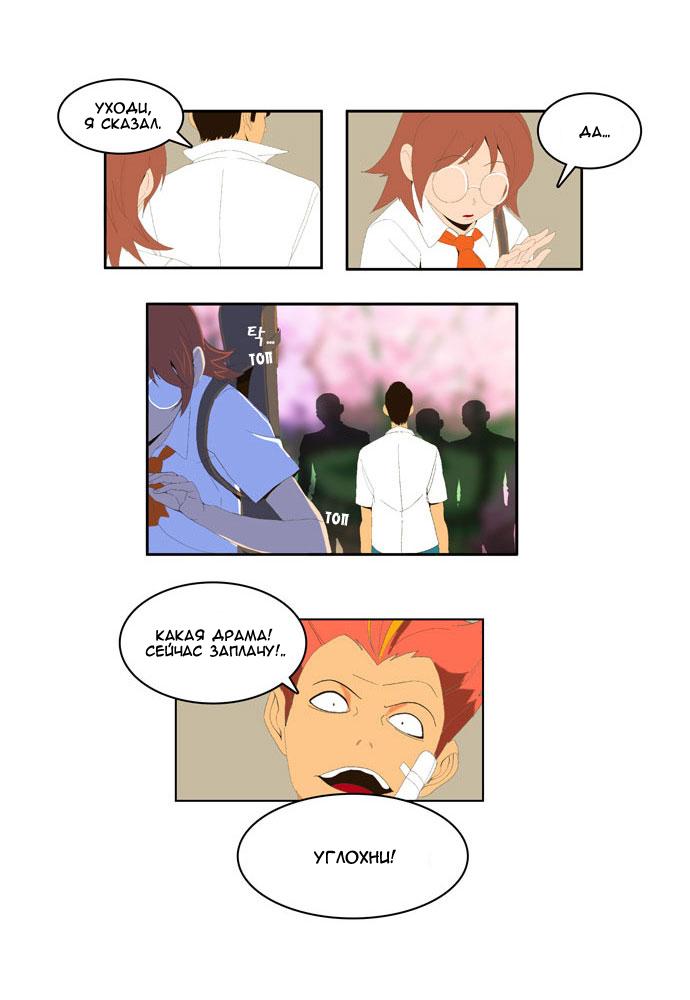 УХОДИ,
Я СКАЗАЛ.
ДА...
탁...
ТОП
ТОП
КАКАЯ ДРАМА!
СЕЙЧАС ЗАПЛАЧУ!..
УГЛОХНИ!